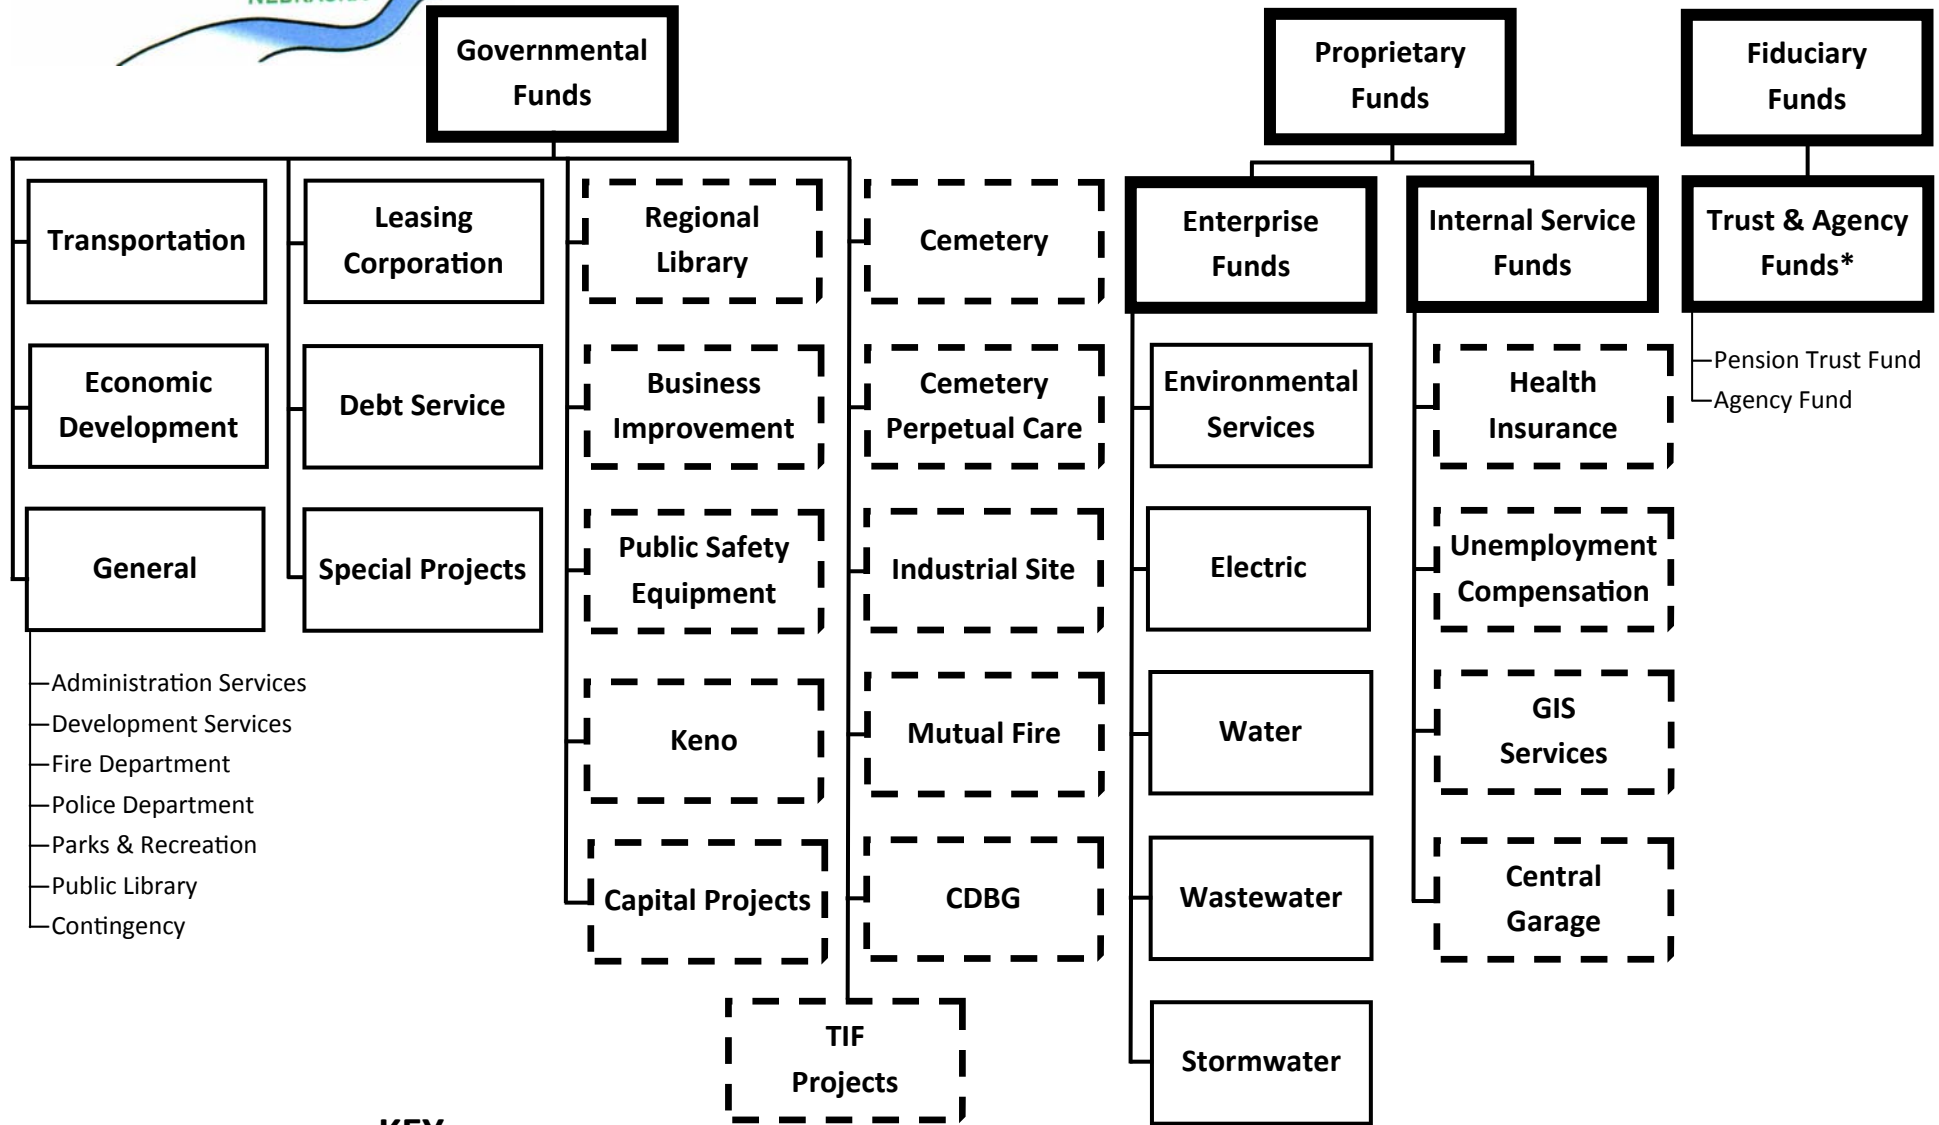 NEBRASKA
Governmental
Funds
Proprietary
Funds
Fiduciary
Funds
Transportation
Economic
Development
General
Administration Services
Development Services
Fire Department
Police Department
Parks & Recreation
Public Library
Contingency
Leasing
Corporation
Debt Service
Special Projects
Regional
Library
Business
Improvement
Public Safety
Equipment
Keno
Capital Projects
Cemetery
Cemetery
Perpetual Care
Industrial Site
Mutual Fire
CDBG
TIF
Projects
Enterprise
Funds
Environmental
Services
Electric
Water
Wastewater
Stormwater
Internal Service
Funds
Health
Insurance
Unemployment
Compensation
GIS
Services
Central
Garage
Trust & Agency
Funds*
Pension Trust Fund
Agency Fund
KEY